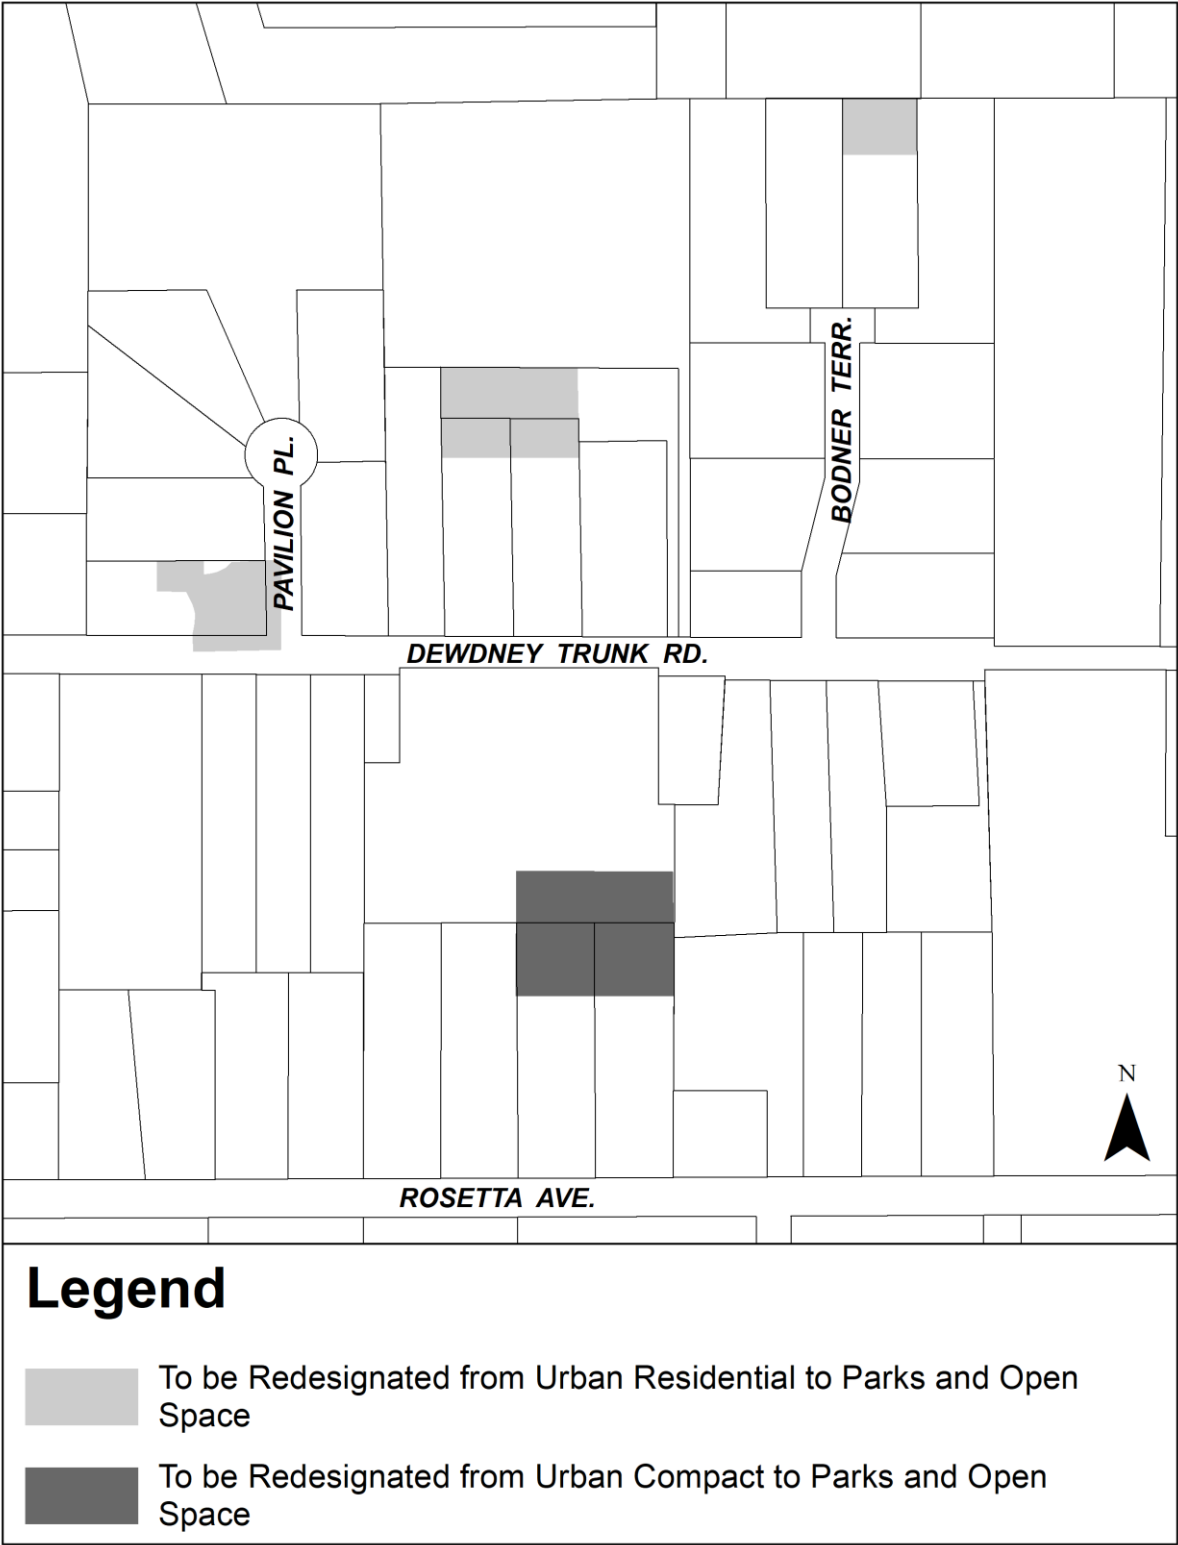 BODNER TERR.
PAVILION PL.
DEWDNEY TRUNK RD.
N
ROSETTA AVE.
Legend
To be Redesignated from Urban Residential to Parks and Open
Space
To be Redesignated from Urban Compact to Parks and Open
Space